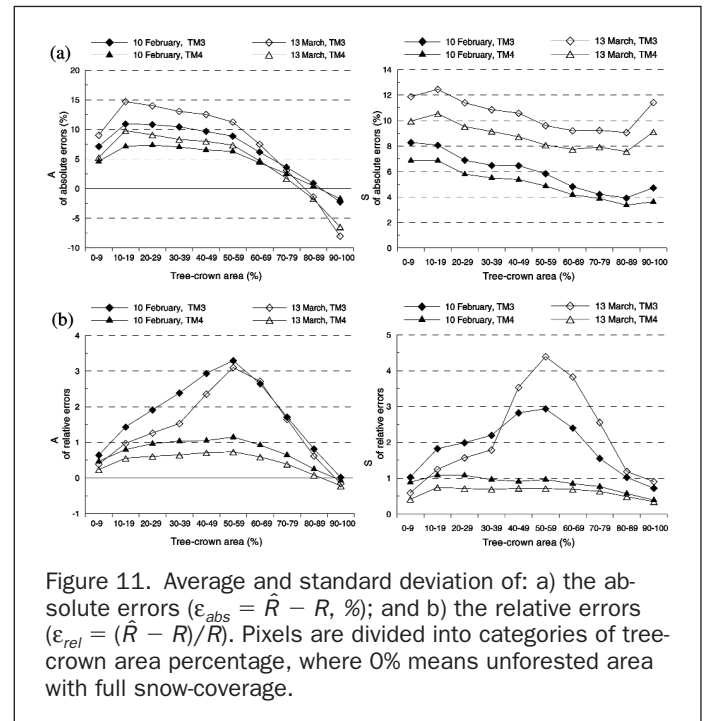 (a)
10 February, TM3
13 March, TM3
10 February, TM4
13 March, TM4
A
of absolute errors (%)
20
15
10
5
0
-5
-10
0-9 10-19 20-29 30-39 40-49 50-59 60-69 70-79 80-89 90-100
Tree-crown area (%)
10 February, TM3
13 March, TM3
10 February, TM4
13 March, TM4
S
of absolute errors (%)
14
12
10
8
6
4
2
0
0-9 10-19 20-29 30-39 40-49 50-59 60-69 70-79 80-89 90-100
Tree-crown area (%)
(b)
10 February, TM3
13 March, TM3
10 February, TM4
13 March, TM4
A
of relative errors
4
3
2
1
0
-1
0-9 10-19 20-29 30-39 40-49 50-59 60-69 70-79 80-89 90-100
Tree-crown area (%)
10 February, TM3
13 March, TM3
10 February, TM4
13 March, TM4
S
of relative errors
5
4
3
2
1
0
0-9 10-19 20-29 30-39 40-49 50-59 60-69 70-79 80-89 90-100
Tree-crown area (%)
Figure 11. Average and standard deviation of: a) the ab-
solute errors (ε_abs = R̂ − R, %); and b) the relative errors
(ε_rel = (R̂ − R)/R). Pixels are divided into categories of tree-
crown area percentage, where 0% means unforested area
with full snow-coverage.